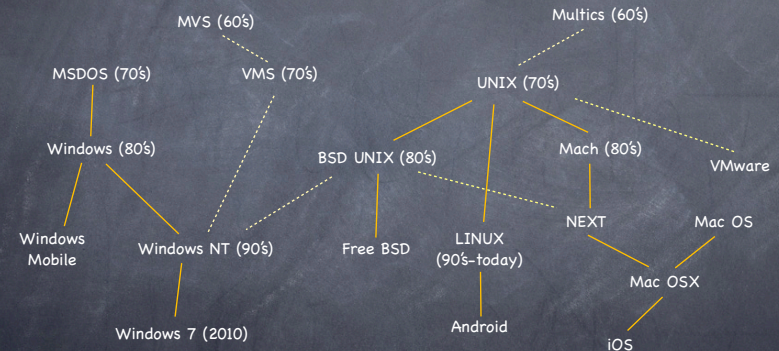 MVS (60's)
Multics (60's)
MSDOS (70's)
VMS (70's)
UNIX (70's)
Windows (80's)
BSD UNIX (80's)
Mach (80's)
VMware
Windows
Mobile
Windows NT (90's)
Free BSD
LINUX
(90's-today)
NEXT
Mac OS
Mac OSX
Windows 7 (2010)
Android
iOS